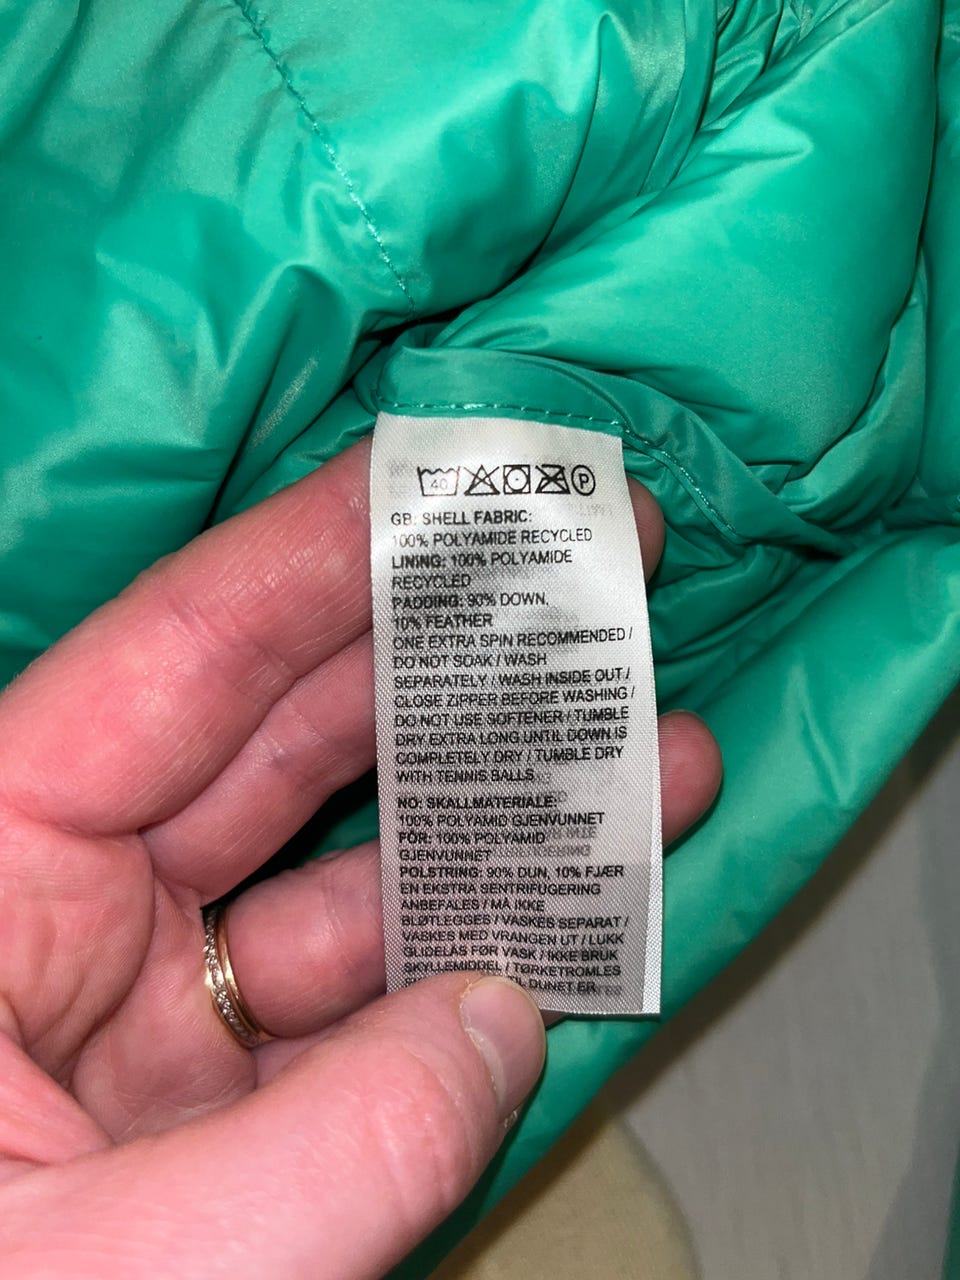 40 P
GB: SHELL FABRIC:
100% POLYAMIDE RECYCLED
LINING: 100% POLYAMIDE
RECYCLED
PADDING: 90% DOWN,
10% FEATHER
ONE EXTRA SPIN RECOMMENDED /
DO NOT SOAK / WASH
SEPARATELY / WASH INSIDE OUT /
CLOSE ZIPPER BEFORE WASHING /
DO NOT USE SOFTENER / TUMBLE
DRY EXTRA LONG UNTIL DOWN IS
COMPLETELY DRY / TUMBLE DRY
WITH TENNIS BALLS
NO: SKALLMATERIALE:
100% POLYAMID GJENVUNNET
FÔR: 100% POLYAMID
GJENVUNNET
POLSTRING: 90% DUN, 10% FJÆR
EN EKSTRA SENTRIFUGERING
ANBEFALES / MÅ IKKE
BLØTLEGGES / VASKES SEPARAT /
VASKES MED VRANGEN UT / LUKK
GLIDELÅS FØR VASK / IKKE BRUK
SKYLLEMIDDEL / TØRKETROMLES
TIL DUNET ER